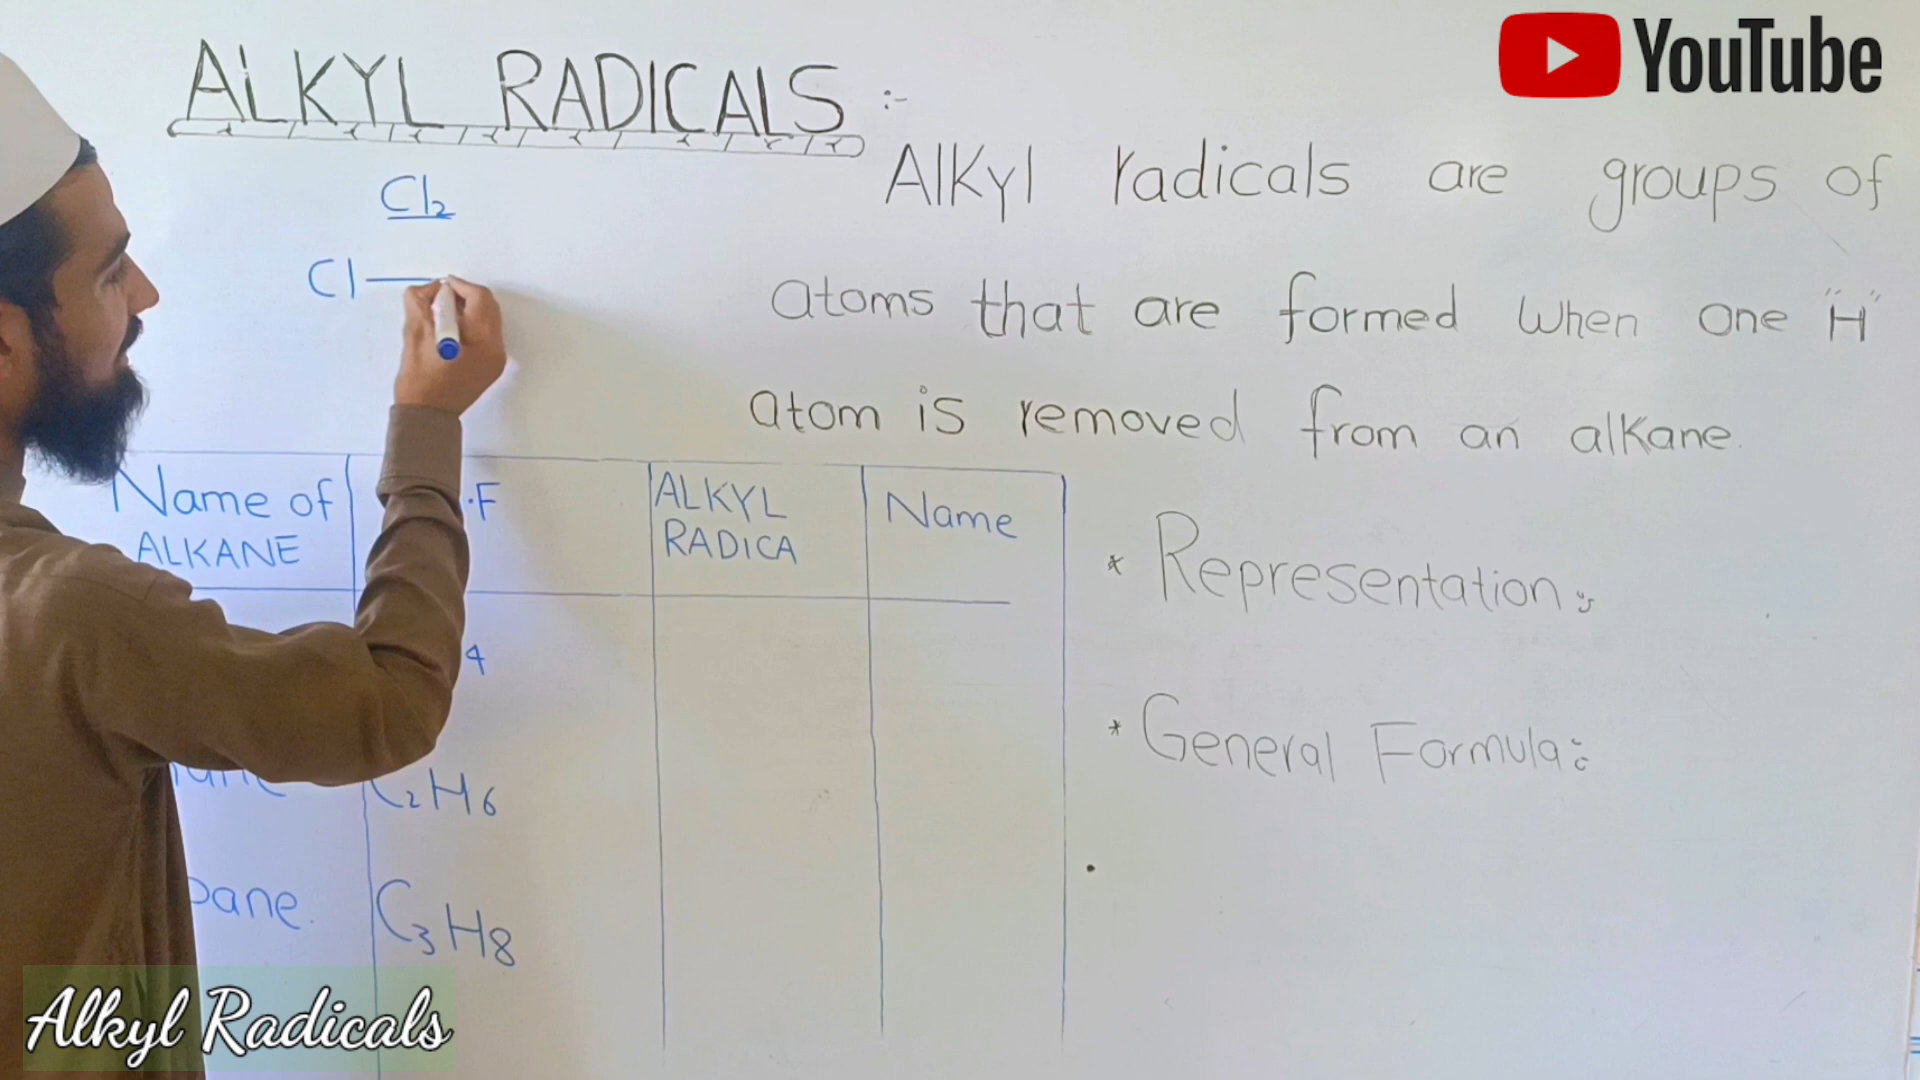 YouTube
ALKYL RADICALS :-
Alkyl radicals are groups of
atoms that are formed when one "H"
atom is removed from an alkane.
Cl2
Cl—
Name of ALKANE
.F
ALKYL RADICA
Name
4
C2H6
pane.
C3H8
* Representation:
* General Formula:
Alkyl Radicals